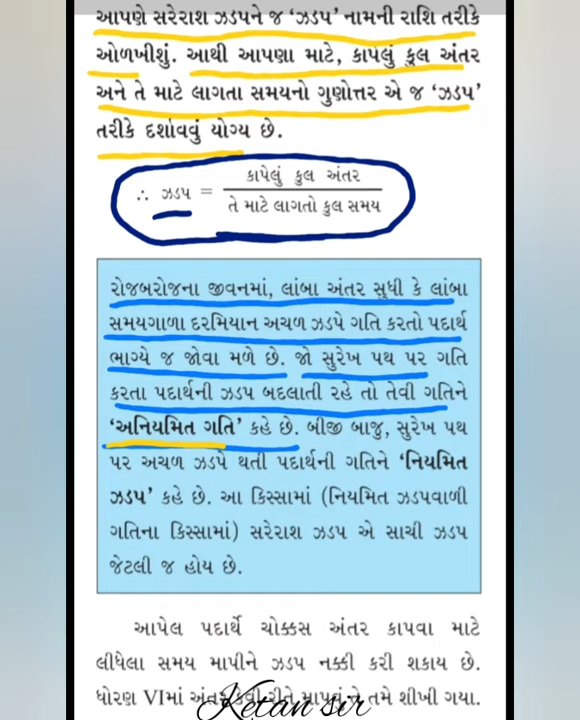 આપણે સરેરાશ ઝડપને જ ‘ઝડપ’ નામની રાશિ તરીકે
ઓળખીશું. આથી આપણા માટે, કાપેલું કુલ અંતર
અને તે માટે લાગતા સમયનો ગુણોત્તર એ જ ‘ઝડપ’
તરીકે દર્શાવવું યોગ્ય છે.
∴ ઝડપ = કાપેલું કુલ અંતર
તે માટે લાગતો કુલ સમય
રોજબરોજના જીવનમાં, લાંબા અંતર સુધી કે લાંબા
સમયગાળા દરમિયાન અચળ ઝડપે ગતિ કરતો પદાર્થ
ભાગ્યે જ જોવા મળે છે. જો સુરેખ પથ પર ગતિ
કરતા પદાર્થની ઝડપ બદલાતી રહે તો તેવી ગતિને
‘અનિયમિત ગતિ’ કહે છે. બીજી બાજુ, સુરેખ પથ
પર અચળ ઝડપે થતી પદાર્થની ગતિને ‘નિયમિત
ઝડપ’ કહે છે. આ કિસ્સામાં (નિયમિત ઝડપવાળી
ગતિના કિસ્સામાં) સરેરાશ ઝડપ એ સાચી ઝડપ
જેટલી જ હોય છે.
આપેલ પદાર્થે ચોક્કસ અંતર કાપવા માટે
લીધેલા સમય માપીને ઝડપ નક્કી કરી શકાય છે.
ધોરણ VIમાં અંતર કેવી રીતે માપવું તે તમે શીખી ગયા.
Ketan sir